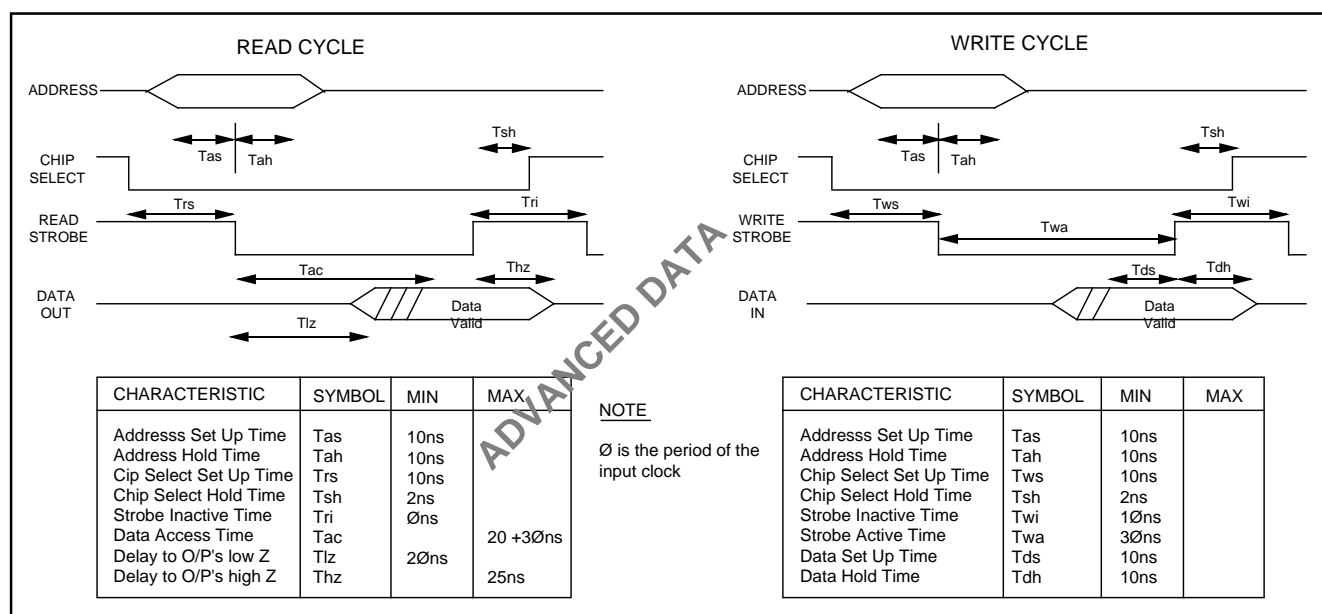 READ CYCLE
ADDRESS
Tas
Tah
Tsh
CHIP
SELECT
Trs
Tri
READ
STROBE
Tac
Thz
DATA
OUT
Data
Valid
Tlz
WRITE CYCLE
ADDRESS
Tas
Tah
Tsh
CHIP
SELECT
Tws
Twi
WRITE
STROBE
Twa
Tds
Tdh
DATA
IN
Data
Valid
ADVANCED DATA
CHARACTERISTIC SYMBOL MIN MAX
Addresss Set Up Time Tas 10ns
Address Hold Time Tah 10ns
Cip Select Set Up Time Trs 10ns
Chip Select Hold Time Tsh 2ns
Strobe Inactive Time Tri Øns
Data Access Time Tac 20 +3Øns
Delay to O/P's low Z Tlz 2Øns
Delay to O/P's high Z Thz 25ns
NOTE
Ø is the period of the
input clock
CHARACTERISTIC SYMBOL MIN MAX
Addresss Set Up Time Tas 10ns
Address Hold Time Tah 10ns
Chip Select Set Up Time Tws 10ns
Chip Select Hold Time Tsh 2ns
Strobe Inactive Time Twi 1Øns
Strobe Active Time Twa 3Øns
Data Set Up Time Tds 10ns
Data Hold Time Tdh 10ns